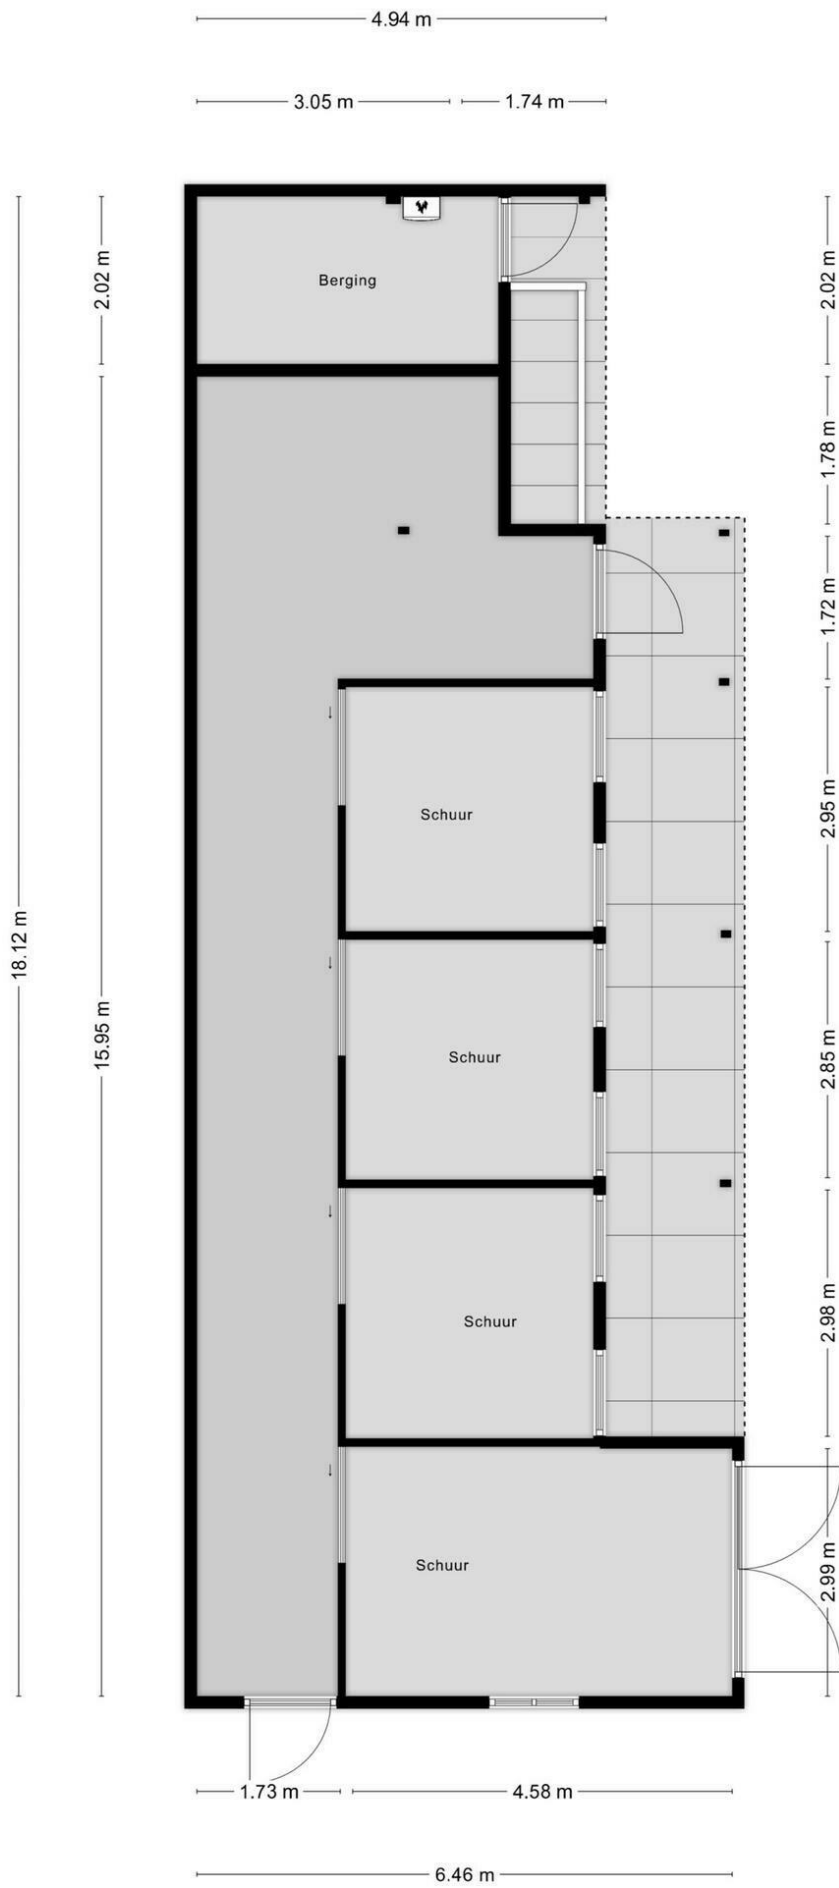 4.94 m
3.05 m
1.74 m
2.02 m
2.02 m
Berging
1.78 m
1.72 m
Schuur
2.95 m
18.12 m
15.95 m
Schuur
2.85 m
Schuur
2.98 m
Schuur
2.99 m
1.73 m
4.58 m
6.46 m